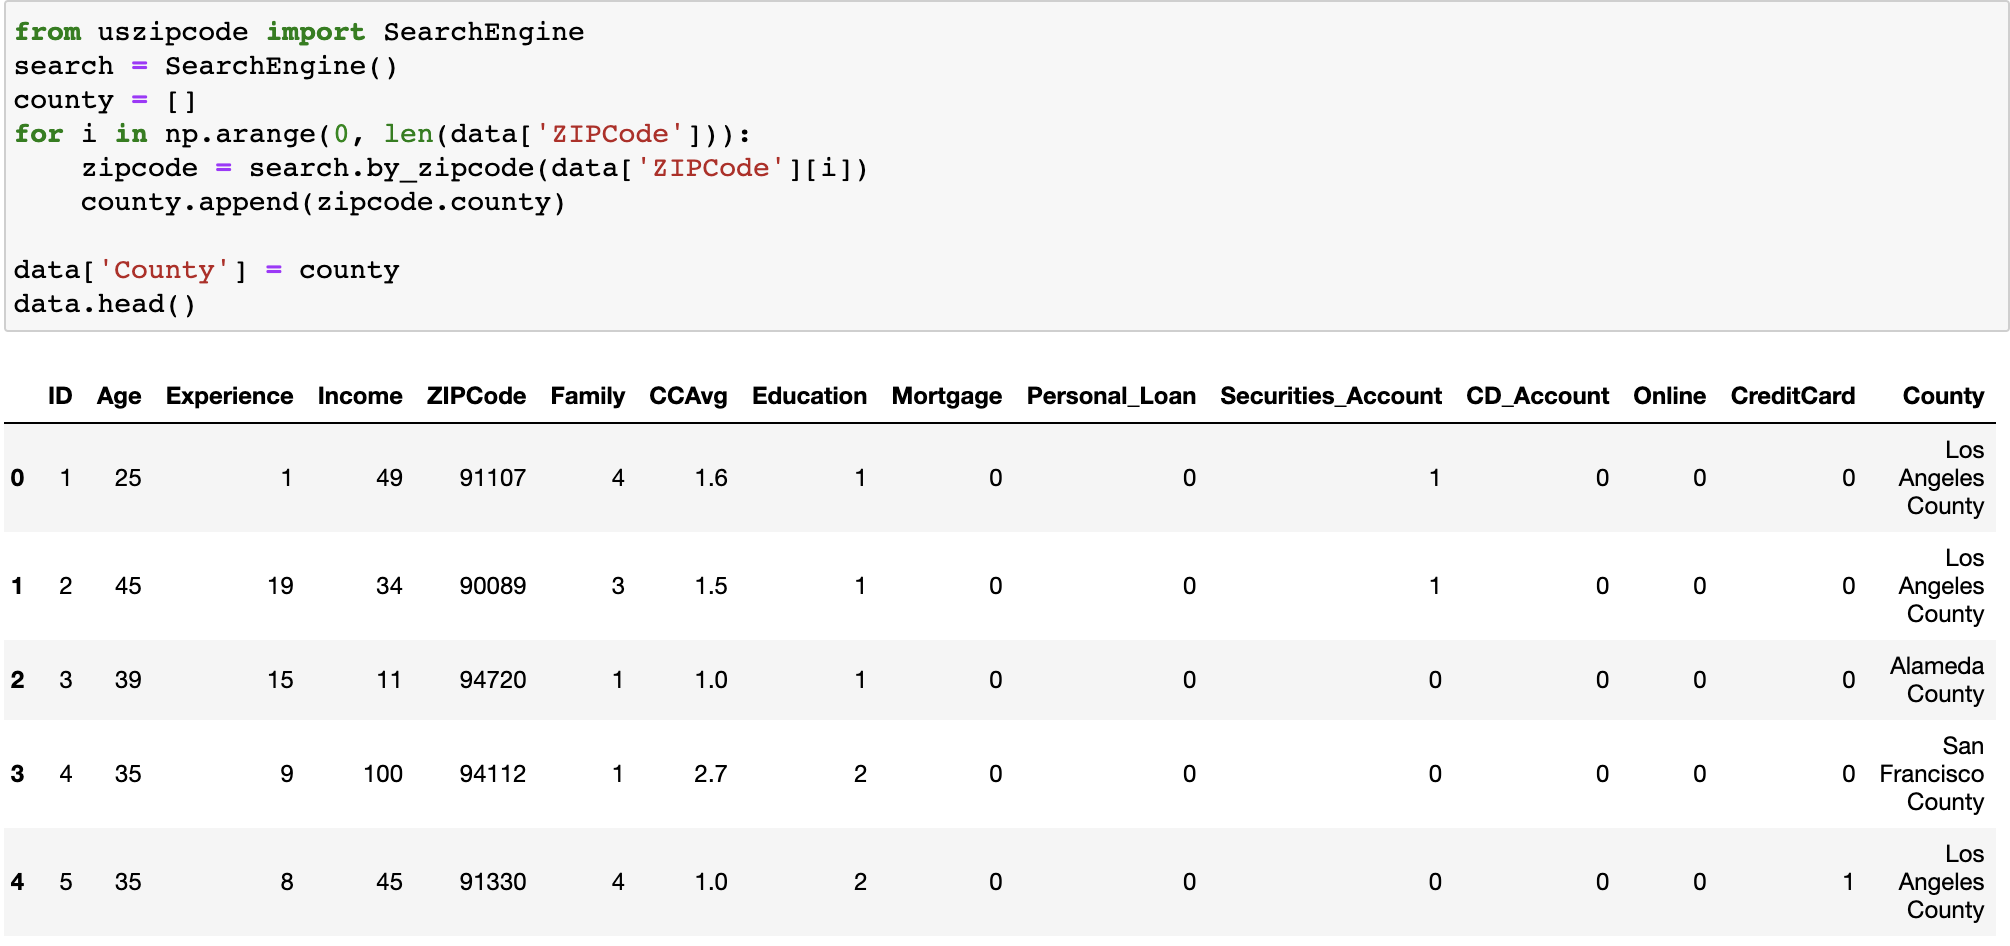 from uszipcode import SearchEngine
search = SearchEngine()
county = []
for i in np.arange(0, len(data['ZIPCode'])):
    zipcode = search.by_zipcode(data['ZIPCode'][i])
    county.append(zipcode.county)
data['County'] = county
data.head()
ID Age Experience Income ZIPCode Family CCAvg Education Mortgage Personal_Loan Securities_Account CD_Account Online CreditCard County
0 1 25 1 49 91107 4 1.6 1 0 0 1 0 0 0 Los
Angeles
County
1 2 45 19 34 90089 3 1.5 1 0 0 1 0 0 0 Los
Angeles
County
2 3 39 15 11 94720 1 1.0 1 0 0 0 0 0 0 Alameda
County
3 4 35 9 100 94112 1 2.7 2 0 0 0 0 0 0 San
Francisco
County
4 5 35 8 45 91330 4 1.0 2 0 0 0 0 0 1 Los
Angeles
County